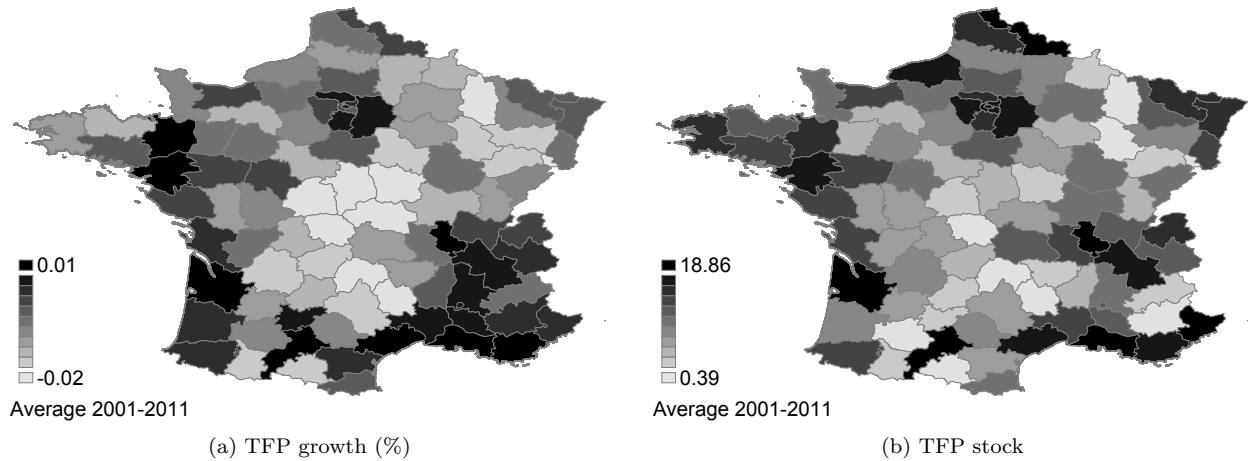 0.01
-0.02
Average 2001-2011
(a) TFP growth (%)
18.86
0.39
Average 2001-2011
(b) TFP stock